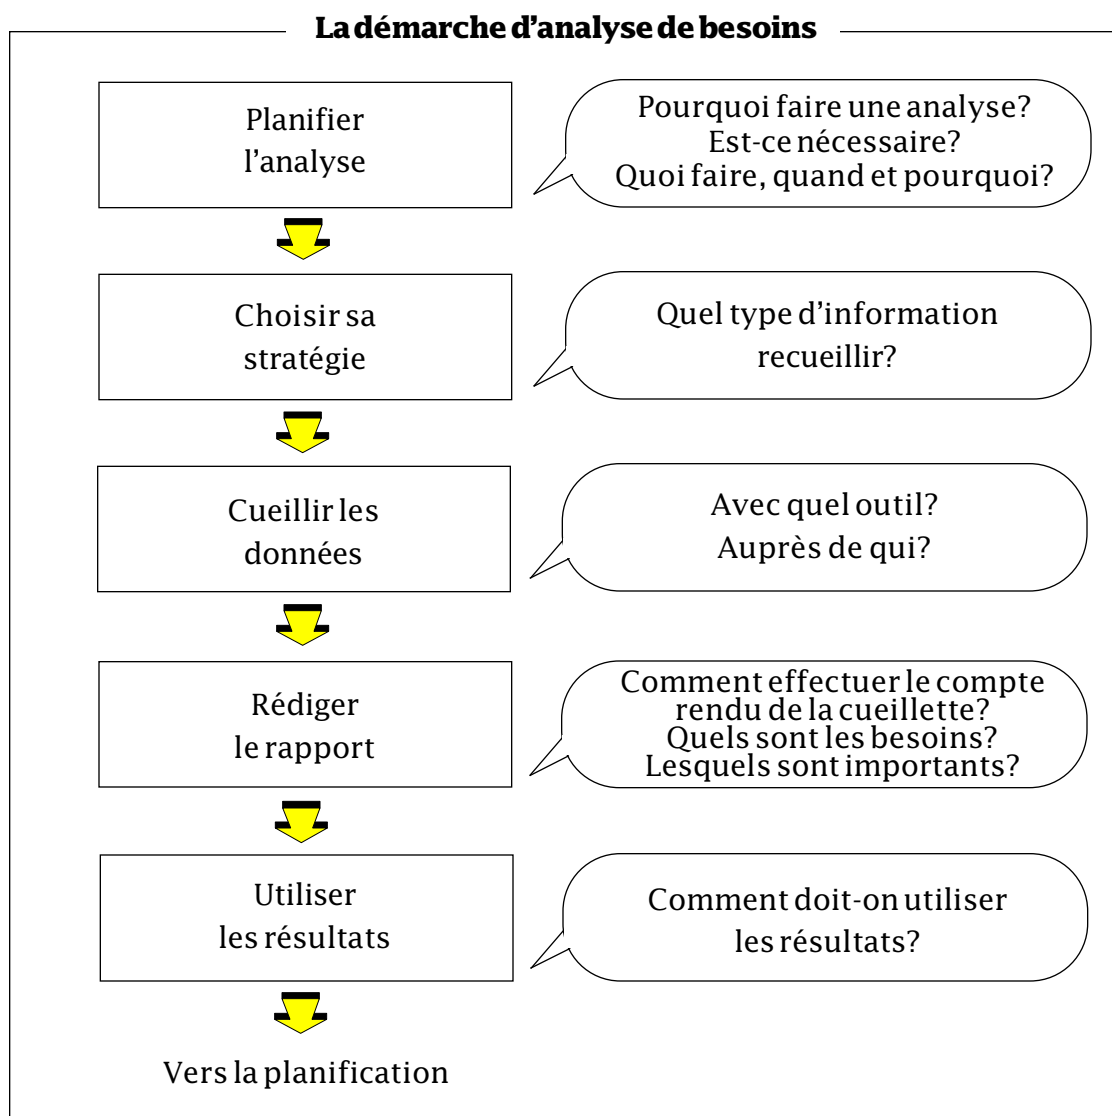 La démarche d’analyse de besoins
Planifier
l’analyse
Pourquoi faire une analyse?
Est-ce nécessaire?
Quoi faire, quand et pourquoi?
Choisir sa
stratégie
Quel type d’information
recueillir?
Cueillir les
données
Avec quel outil?
Auprès de qui?
Rédiger
le rapport
Comment effectuer le compte
rendu de la cueillette?
Quels sont les besoins?
Lesquels sont importants?
Utiliser
les résultats
Comment doit-on utiliser
les résultats?
Vers la planification